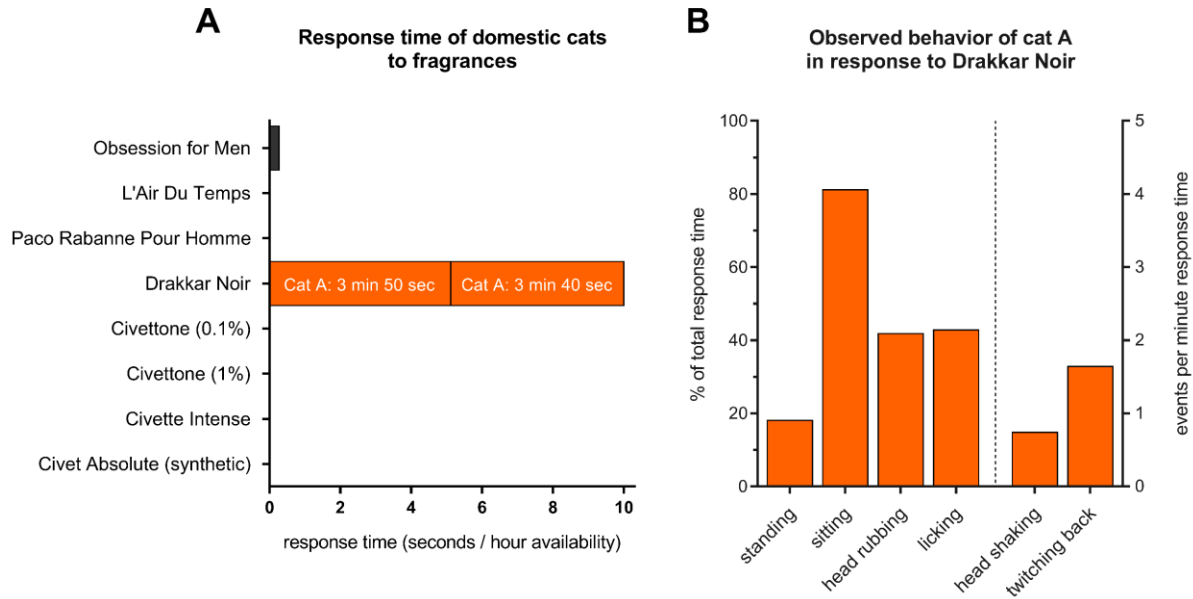 A
Response time of domestic cats
to fragrances
Obsession for Men
L'Air Du Temps
Paco Rabanne Pour Homme
Drakkar Noir
Cat A: 3 min 50 sec
Cat A: 3 min 40 sec
Civettone (0.1%)
Civettone (1%)
Civette Intense
Civet Absolute (synthetic)
0 2 4 6 8 10
response time (seconds / hour availability)
B
Observed behavior of cat A
in response to Drakkar Noir
% of total response time
100
80
60
40
20
0
5
4
3
2
1
0
events per minute response time
standing
sitting
head rubbing
licking
head shaking
twitching back